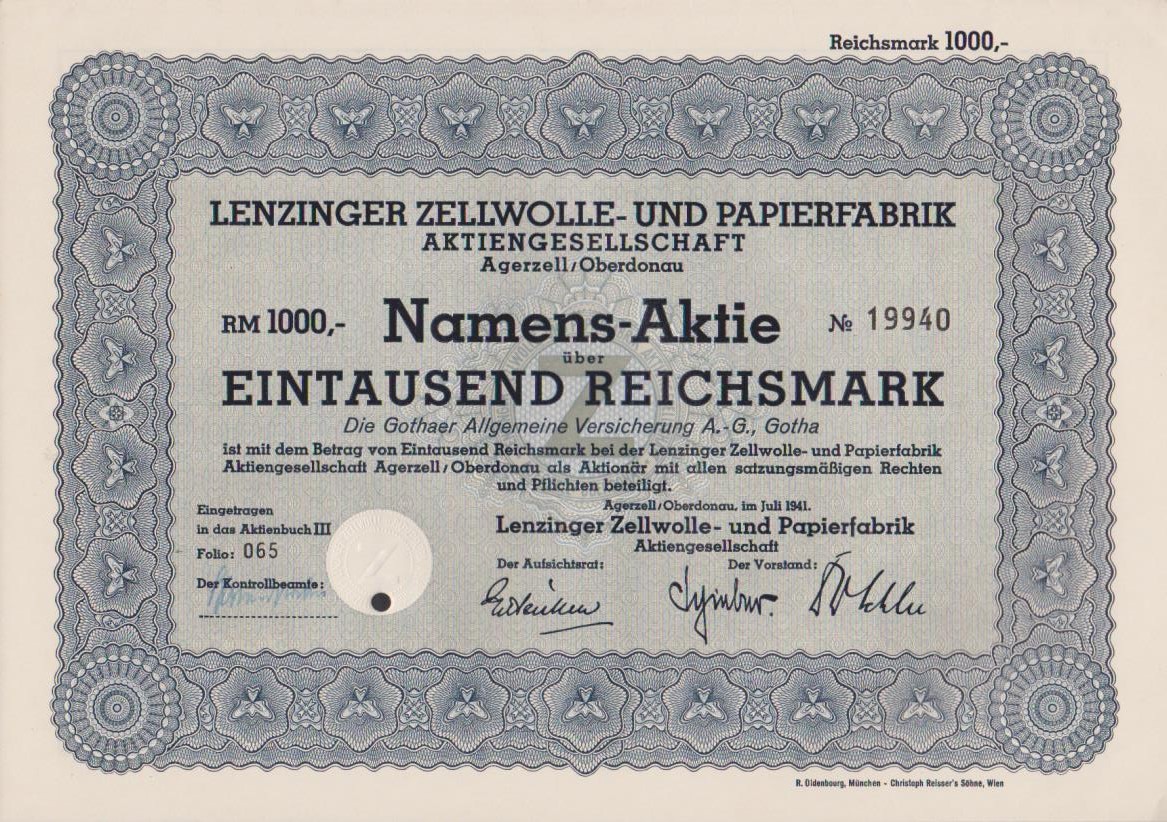 Reichsmark 1000,-
LENZINGER ZELLWOLLE- UND PAPIERFABRIK
AKTIENGESELLSCHAFT
Agerzell/Oberdonau
RM 1000,- Namens-Aktie № 19940
über
EINTAUSEND REICHSMARK
Die Gothaer Allgemeine Versicherung A.-G., Gotha
ist mit dem Betrag von Eintausend Reichsmark bei der Lenzinger Zellwolle- und Papierfabrik
Aktiengesellschaft Agerzell/Oberdonau als Aktionär mit allen satzungsmäßigen Rechten
und Pflichten beteiligt.
Eingetragen
in das Aktienbuch III
Folio: 065
Der Kontrollbeamte:
Agerzell/Oberdonau, im Juli 1941.
Lenzinger Zellwolle- und Papierfabrik
Aktiengesellschaft
Der Aufsichtsrat: Der Vorstand:
R. Oldenbourg, München - Christoph Reisser's Söhne, Wien